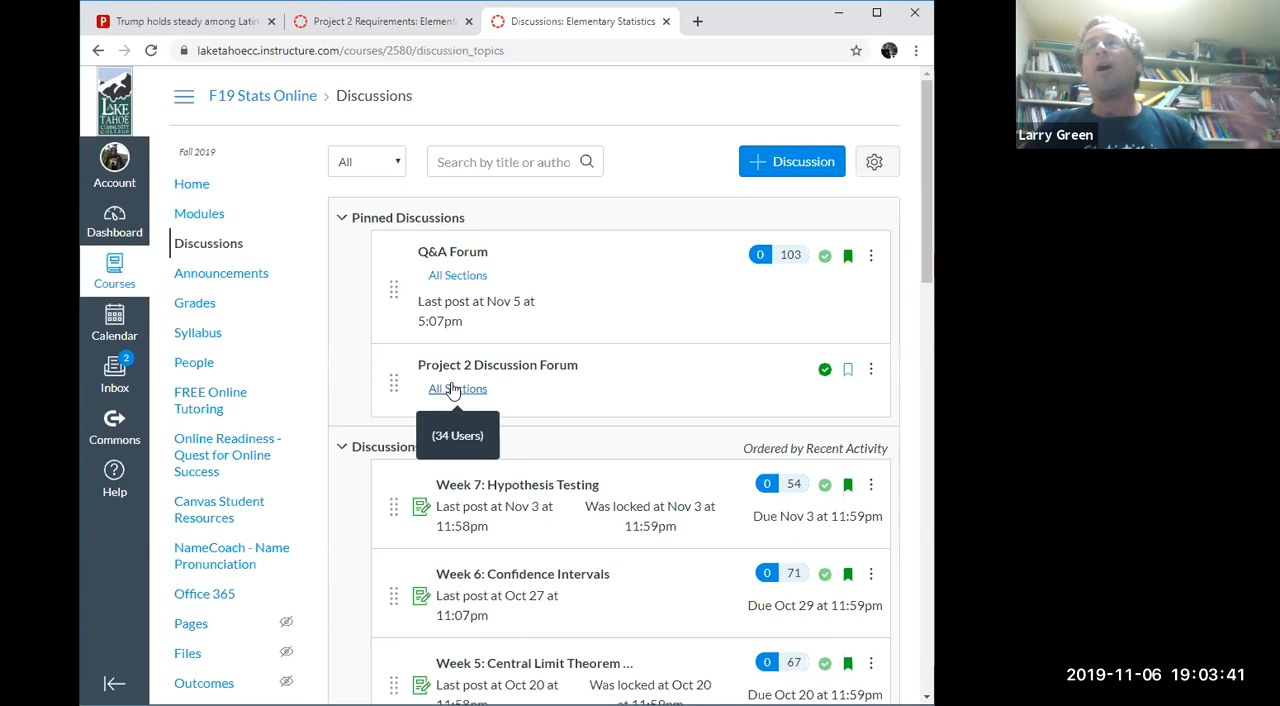 Trump holds steady among Latin
Project 2 Requirements: Element
Discussions: Elementary Statistics
laketahoecc.instructure.com/courses/2580/discussion_topics
LAKE
TAHOE
COMMUNITY
COLLEGE
F19 Stats Online > Discussions
Larry Green
Fall 2019
All
Search by title or autho
Discussion
Account
Home
Modules
Dashboard
Discussions
Courses
Announcements
Grades
Calendar
Syllabus
2
People
Inbox
FREE Online
Tutoring
Commons
Online Readiness -
Quest for Online
Success
Help
Canvas Student
Resources
NameCoach - Name
Pronunciation
Office 365
Pages
Files
Outcomes
Pinned Discussions
Q&A Forum
0 103
All Sections
Last post at Nov 5 at
5:07pm
Project 2 Discussion Forum
All Sections
(34 Users)
Ordered by Recent Activity
Week 7: Hypothesis Testing
0 54
Last post at Nov 3 at
11:58pm
Was locked at Nov 3 at
11:59pm
Due Nov 3 at 11:59pm
Week 6: Confidence Intervals
0 71
Last post at Oct 27 at
11:07pm
Due Oct 29 at 11:59pm
Week 5: Central Limit Theorem ...
0 67
Last post at Oct 20 at
Was locked at Oct 20
Due Oct 20 at 11:59pm
2019-11-06 19:03:41